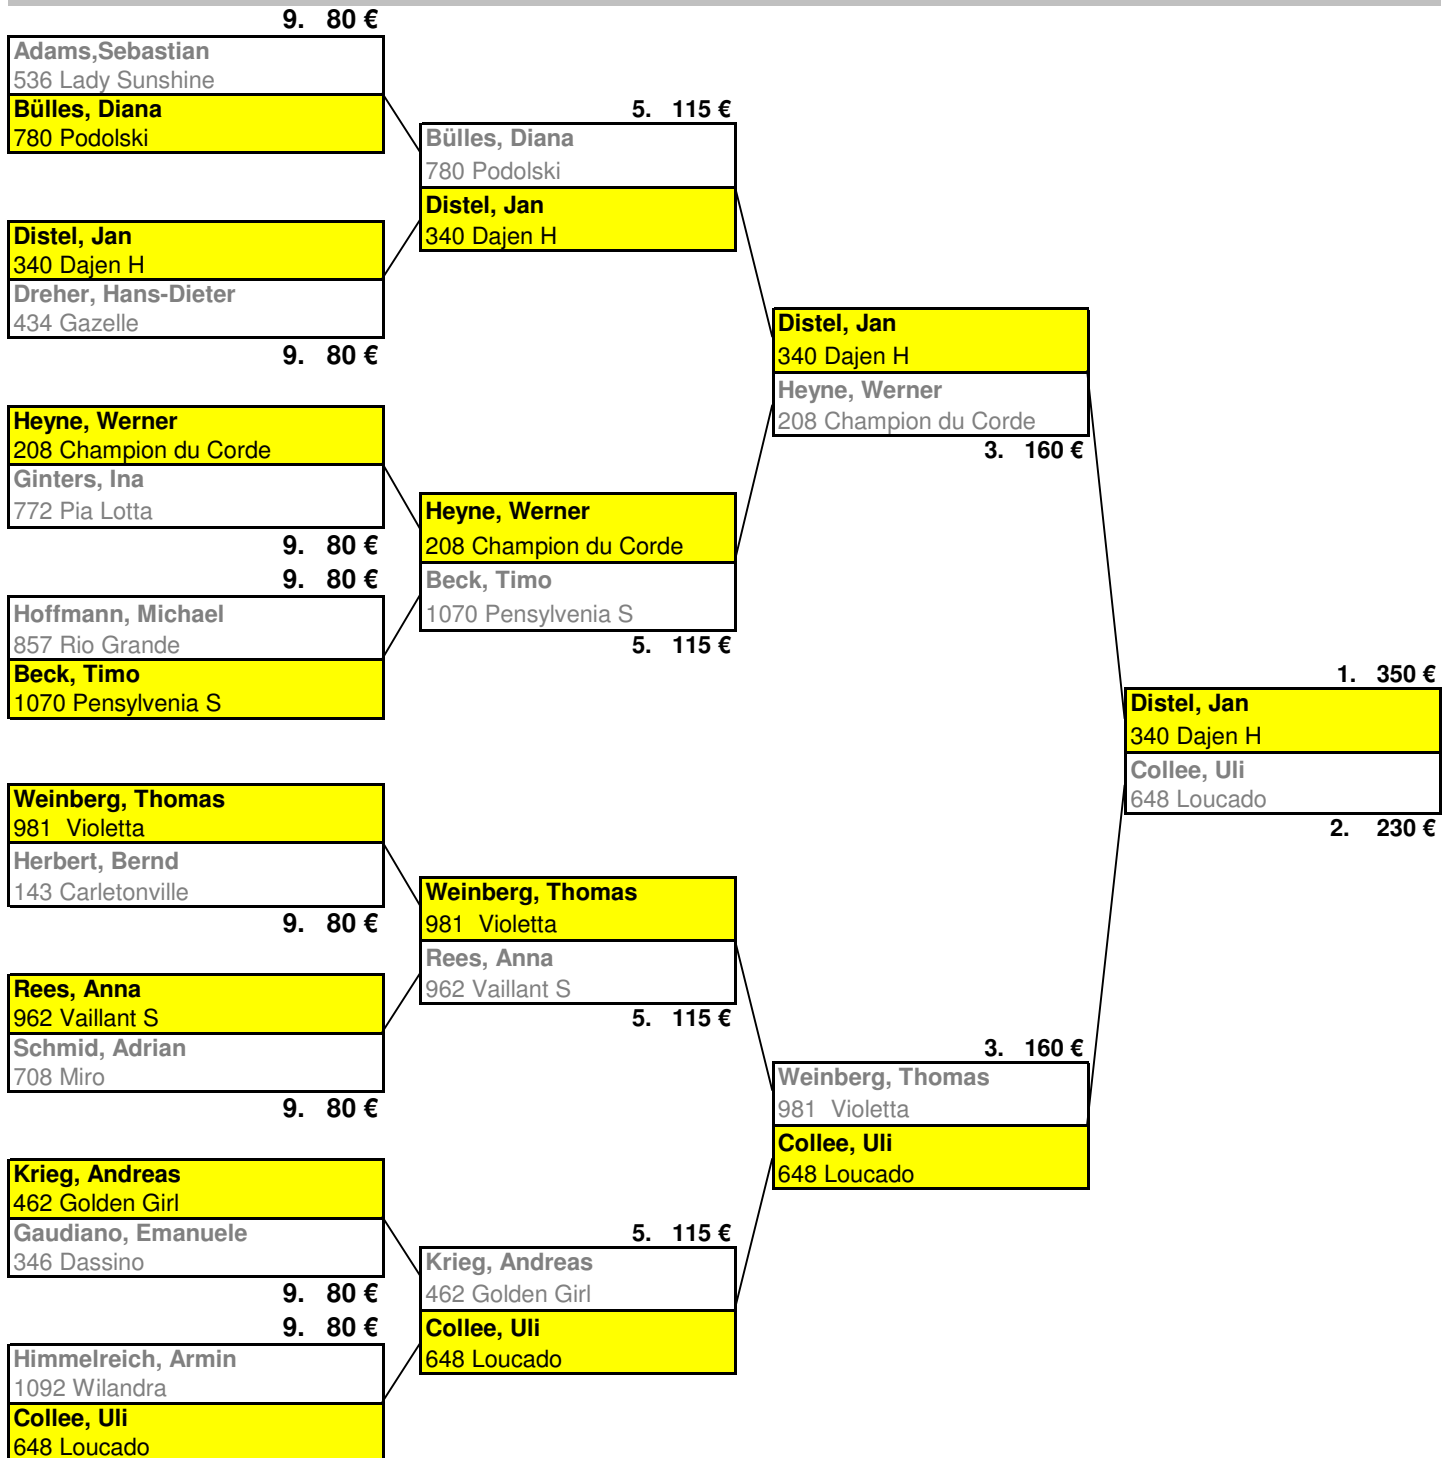 9. 80 €
Adams,Sebastian
536 Lady Sunshine
Bülles, Diana
780 Podolski
Distel, Jan
340 Dajen H
Dreher, Hans-Dieter
434 Gazelle
9. 80 €
Heyne, Werner
208 Champion du Corde
Ginters, Ina
772 Pia Lotta
9. 80 €
9. 80 €
Hoffmann, Michael
857 Rio Grande
Beck, Timo
1070 Pensylvenia S
Weinberg, Thomas
981 Violetta
Herbert, Bernd
143 Carletonville
9. 80 €
Rees, Anna
962 Vaillant S
Schmid, Adrian
708 Miro
9. 80 €
Krieg, Andreas
462 Golden Girl
Gaudiano, Emanuele
346 Dassino
9. 80 €
9. 80 €
Himmelreich, Armin
1092 Wilandra
Collee, Uli
648 Loucado
5. 115 €
Bülles, Diana
780 Podolski
Distel, Jan
340 Dajen H
Heyne, Werner
208 Champion du Corde
Beck, Timo
1070 Pensylvenia S
5. 115 €
Weinberg, Thomas
981 Violetta
Rees, Anna
962 Vaillant S
5. 115 €
5. 115 €
Krieg, Andreas
462 Golden Girl
Collee, Uli
648 Loucado
Distel, Jan
340 Dajen H
Heyne, Werner
208 Champion du Corde
3. 160 €
3. 160 €
Weinberg, Thomas
981 Violetta
Collee, Uli
648 Loucado
1. 350 €
Distel, Jan
340 Dajen H
Collee, Uli
648 Loucado
2. 230 €